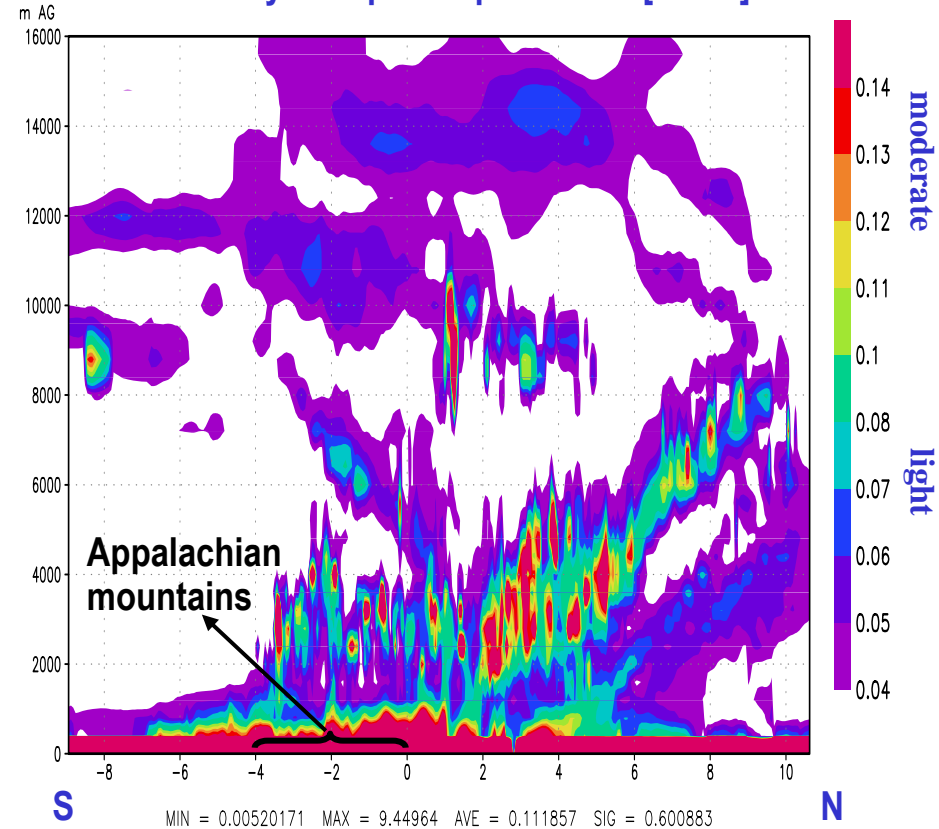 m AG
16000
14000
12000
10000
8000
6000
4000
2000
0
Appalachian
mountains
-8 -6 -4 -2 0 2 4 6 8 10
S N
MIN = 0.00520171 MAX = 9.44964 AVE = 0.111857 SIG = 0.600883
0.14
0.13
0.12
0.11
0.1
0.08
0.07
0.06
0.05
0.04
moderate
light